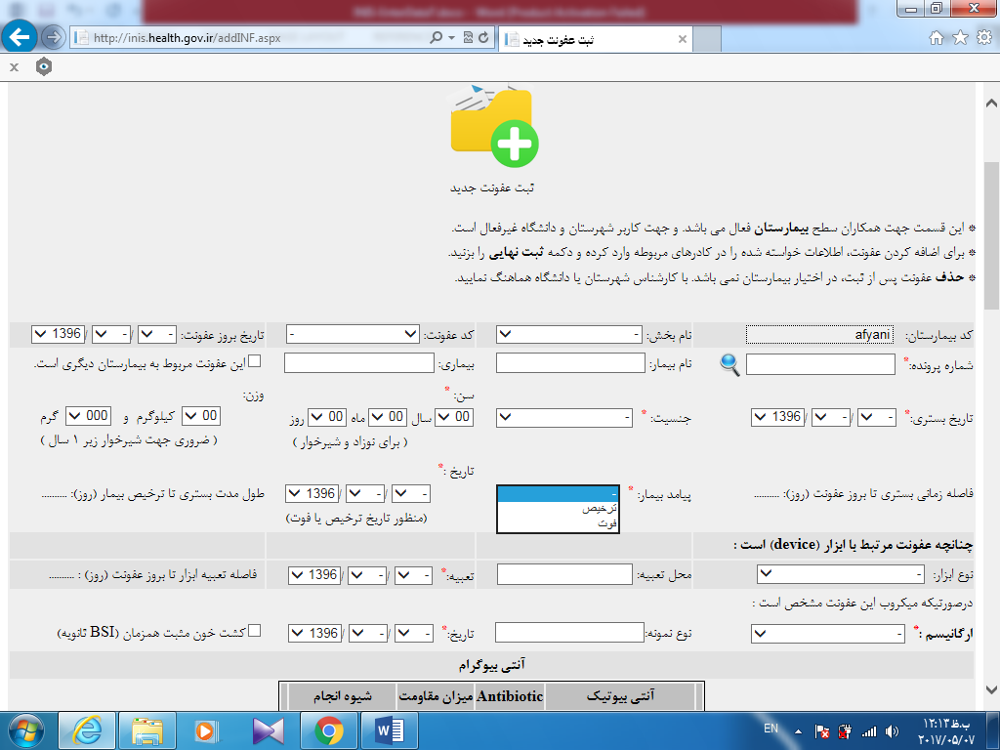 INIS-EnterData7.docx - Word (Product Activation Failed)
http://inis.health.gov.ir/addINF.aspx
ثبت عفونت جدید
ثبت عفونت جدید
* این قسمت جهت همکاران سطح بیمارستان فعال می باشد. و جهت کاربر شهرستان و دانشگاه غیرفعال است.
* برای اضافه کردن عفونت، اطلاعات خواسته شده را در کادرهای مربوطه وارد کرده و دکمه ثبت نهایی را بزنید.
* حذف عفونت پس از ثبت، در اختیار بیمارستان نمی باشد. با کارشناس شهرستان یا دانشگاه هماهنگ نمایید.
کد بیمارستان: afyani نام بخش: - کد عفونت: - تاریخ بروز عفونت: - / - / 1396
شماره پرونده:* نام بیمار: بیماری: این عفونت مربوط به بیمارستان دیگری است.
سن: * وزن:
تاریخ بستری:* - / - / 1396 جنسیت: * - 00 سال 00 ماه 00 روز 00 کیلوگرم و 000 گرم
( برای نوزاد و شیرخوار ) ( ضروری جهت شیرخوار زیر ۱ سال )
تاریخ :*
فاصله زمانی بستری تا بروز عفونت (روز): .......... پیامد بیمار: * - - / - / 1396 طول مدت بستری تا ترخیص بیمار (روز): ..........
ترخیص
فوت
(منظور تاریخ ترخیص یا فوت)
چنانچه عفونت مرتبط با ابزار (device) است :
نوع ابزار: - محل تعبیه: تعبیه:* - / - / 1396 فاصله تعبیه ابزار تا بروز عفونت (روز) : ..........
درصورتیکه میکروب این عفونت مشخص است :
ارگانیسم :* - نوع نمونه: تاریخ:* - / - / 1396 کشت خون مثبت همزمان (BSI ثانویه)
آنتی بیوگرام
آنتی بیوتیک Antibiotic میزان مقاومت شیوه انجام
EN
ب.ظ ۱۲:۱۳
۲۰۱۷/۰۵/۰۷